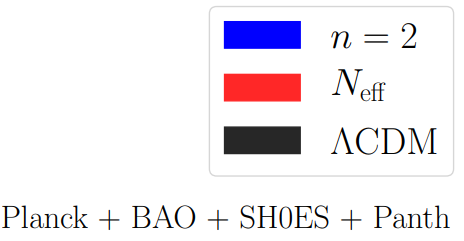 n = 2
N_eff
ΛCDM
Planck + BAO + SH0ES + Panth